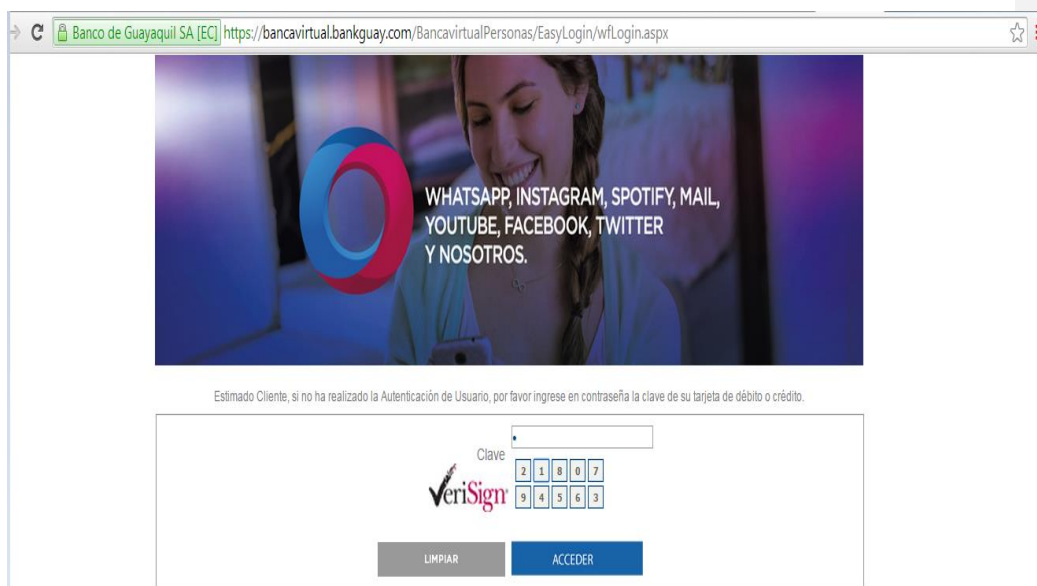 Banco de Guayaquil SA [EC] https://bancavirtual.bankguay.com/BancavirtualPersonas/EasyLogin/wfLogin.aspx
WHATSAPP, INSTAGRAM, SPOTIFY, MAIL,
YOUTUBE, FACEBOOK, TWITTER
Y NOSOTROS.
Estimado Cliente, si no ha realizado la Autenticación de Usuario, por favor ingrese en contraseña la clave de su tarjeta de débito o crédito.
Clave
VeriSign
2 1 8 0 7
9 4 5 6 3
LIMPIAR ACCEDER